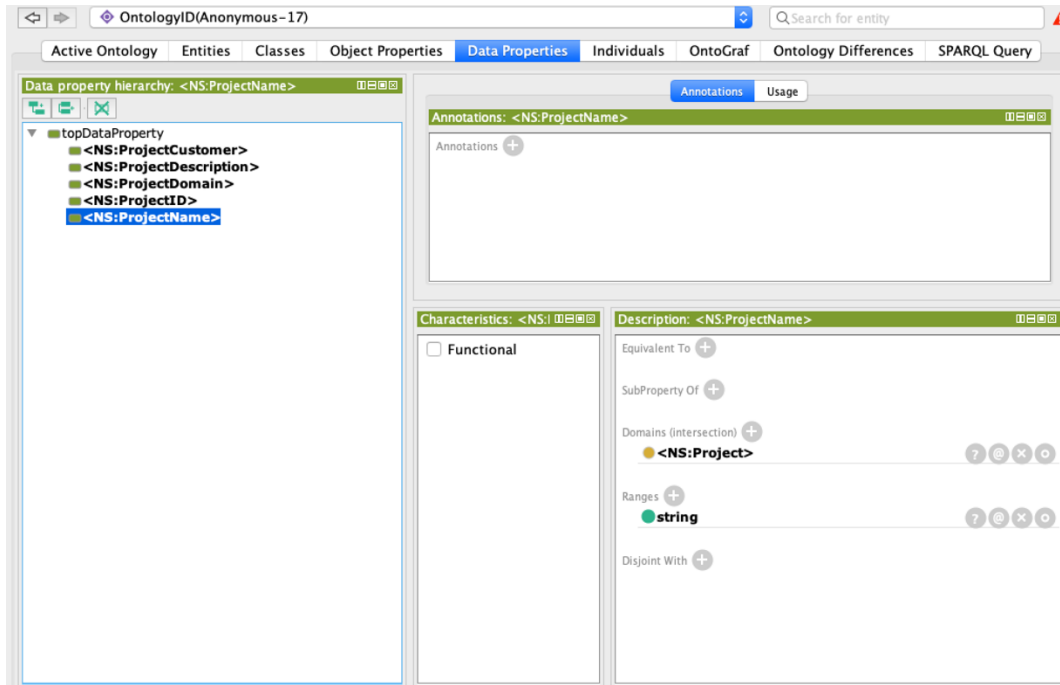 OntologyID(Anonymous-17)
Search for entity
Active Ontology Entities Classes Object Properties Data Properties Individuals OntoGraf Ontology Differences SPARQL Query
Data property hierarchy: <NS:ProjectName>
topDataProperty
<NS:ProjectCustomer>
<NS:ProjectDescription>
<NS:ProjectDomain>
<NS:ProjectID>
<NS:ProjectName>
Annotations Usage
Annotations: <NS:ProjectName>
Annotations +
Characteristics: <NS:I
Functional
Description: <NS:ProjectName>
Equivalent To +
SubProperty Of +
Domains (intersection) +
<NS:Project>
? @ × o
Ranges +
string
? @ × o
Disjoint With +